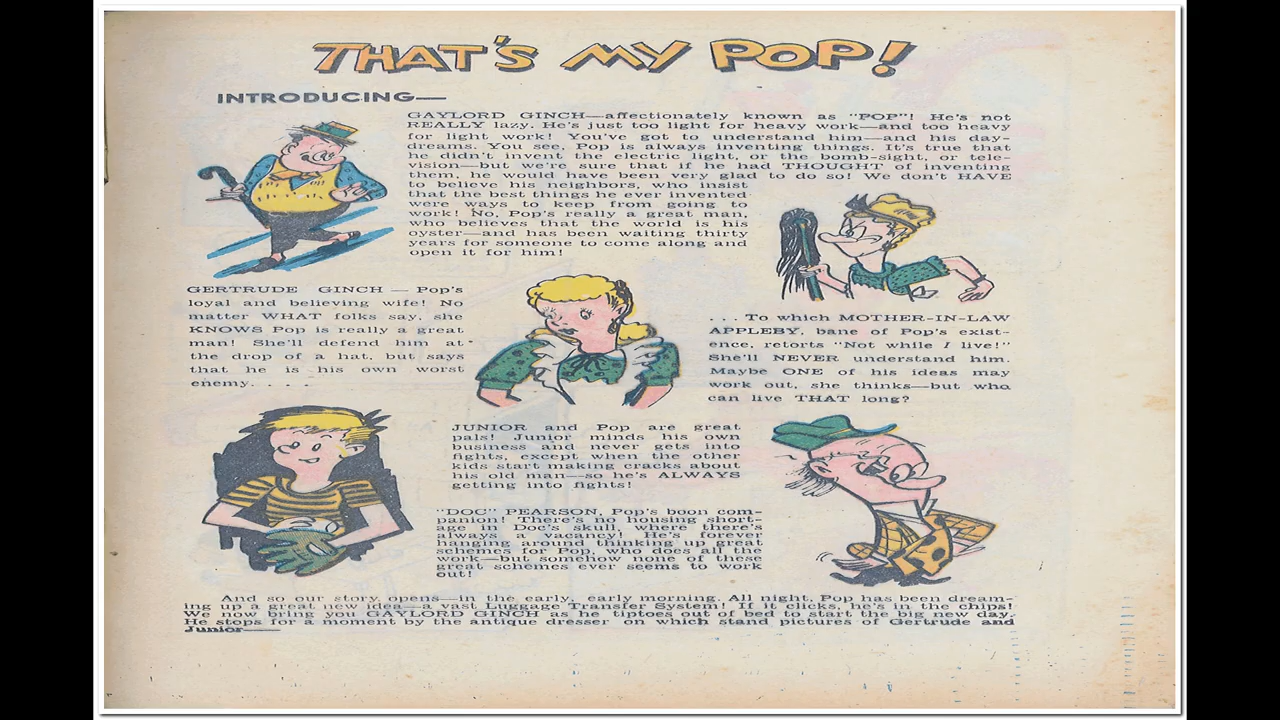 THAT'S MY POP!
INTRODUCING—
GAYLORD GINCH—affectionately known as "POP"! He's not
REALLY lazy. He's just too light for heavy work—and too heavy
for light work! You've got to understand him—and his day-
dreams. You see, Pop is always inventing things. It's true that
he didn't invent the electric light, or the bomb-sight, or tele-
vision—but we're sure that if he had THOUGHT of inventing
them, he would have been very glad to do so! We don't HAVE
to believe his neighbors, who insist
that the best things he ever invented
were ways to keep from going to
work! No, Pop's really a great man,
who believes that the world is his
oyster—and has been waiting thirty
years for someone to come along and
open it for him!
GERTRUDE GINCH — Pop's
loyal and believing wife! No
matter WHAT folks say, she
KNOWS Pop is really a great
man! She'll defend him at
the drop of a hat, but says
that he is his own worst
enemy. . . . .
. . . To which MOTHER-IN-LAW
APPLEBY, bane of Pop's exist-
ence, retorts "Not while I live!"
She'll NEVER understand him.
Maybe ONE of his ideas may
work out, she thinks—but who
can live THAT long?
JUNIOR and Pop are great
pals! Junior minds his own
business and never gets into
fights, except when the other
kids start making cracks about
his old man—so he's ALWAYS
getting into fights!
"DOC" PEARSON, Pop's boon com-
panion! There's no housing short-
age in Doc's skull, where there's
always a vacancy! He's forever
hanging around thinking up great
schemes for Pop, who does all the
work—but somehow none of these
great schemes ever seems to work
out!
And so our story opens—in the early, early morning. All night, Pop has been dream-
ing up a great new idea—a vast Luggage Transfer System! If it clicks, he's in the chips!
We now bring you GAYLORD GINCH as he tiptoes out of bed to start the big new day.
He stops for a moment by the antique dresser on which stand pictures of Gertrude and
Junior——